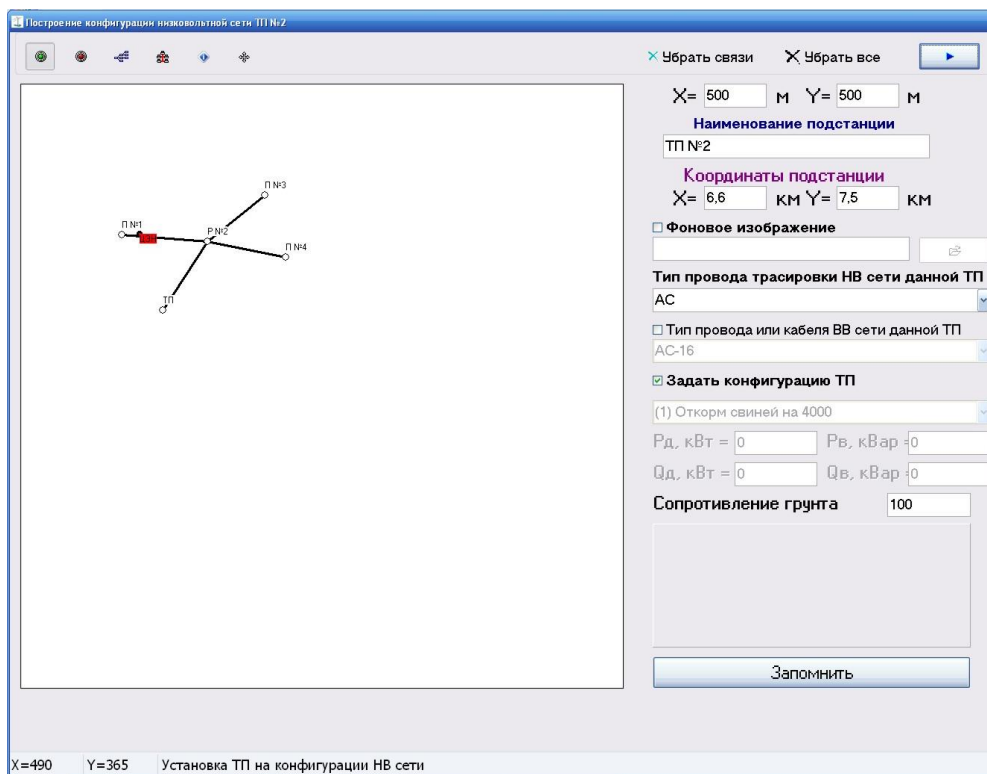 Построение конфигурации низковольтной сети ТП №2
Убрать связи Убрать все
X= 500 м Y= 500 м
Наименование подстанции
ТП №2
Координаты подстанции
X= 6,6 км Y= 7,5 км
Фоновое изображение
Тип провода трасировки НВ сети данной ТП
АС
Тип провода или кабеля ВВ сети данной ТП
АС-16
Задать конфигурацию ТП
(1) Откорм свиней на 4000
Рд, кВт = 0 Рв, кВар = 0
Qд, кВт = 0 Qв, кВар = 0
Сопротивление грунта 100
Запомнить
П №3
П №1
Р №2
П №4
ТП
X=490 Y=365 Установка ТП на конфигурации НВ сети